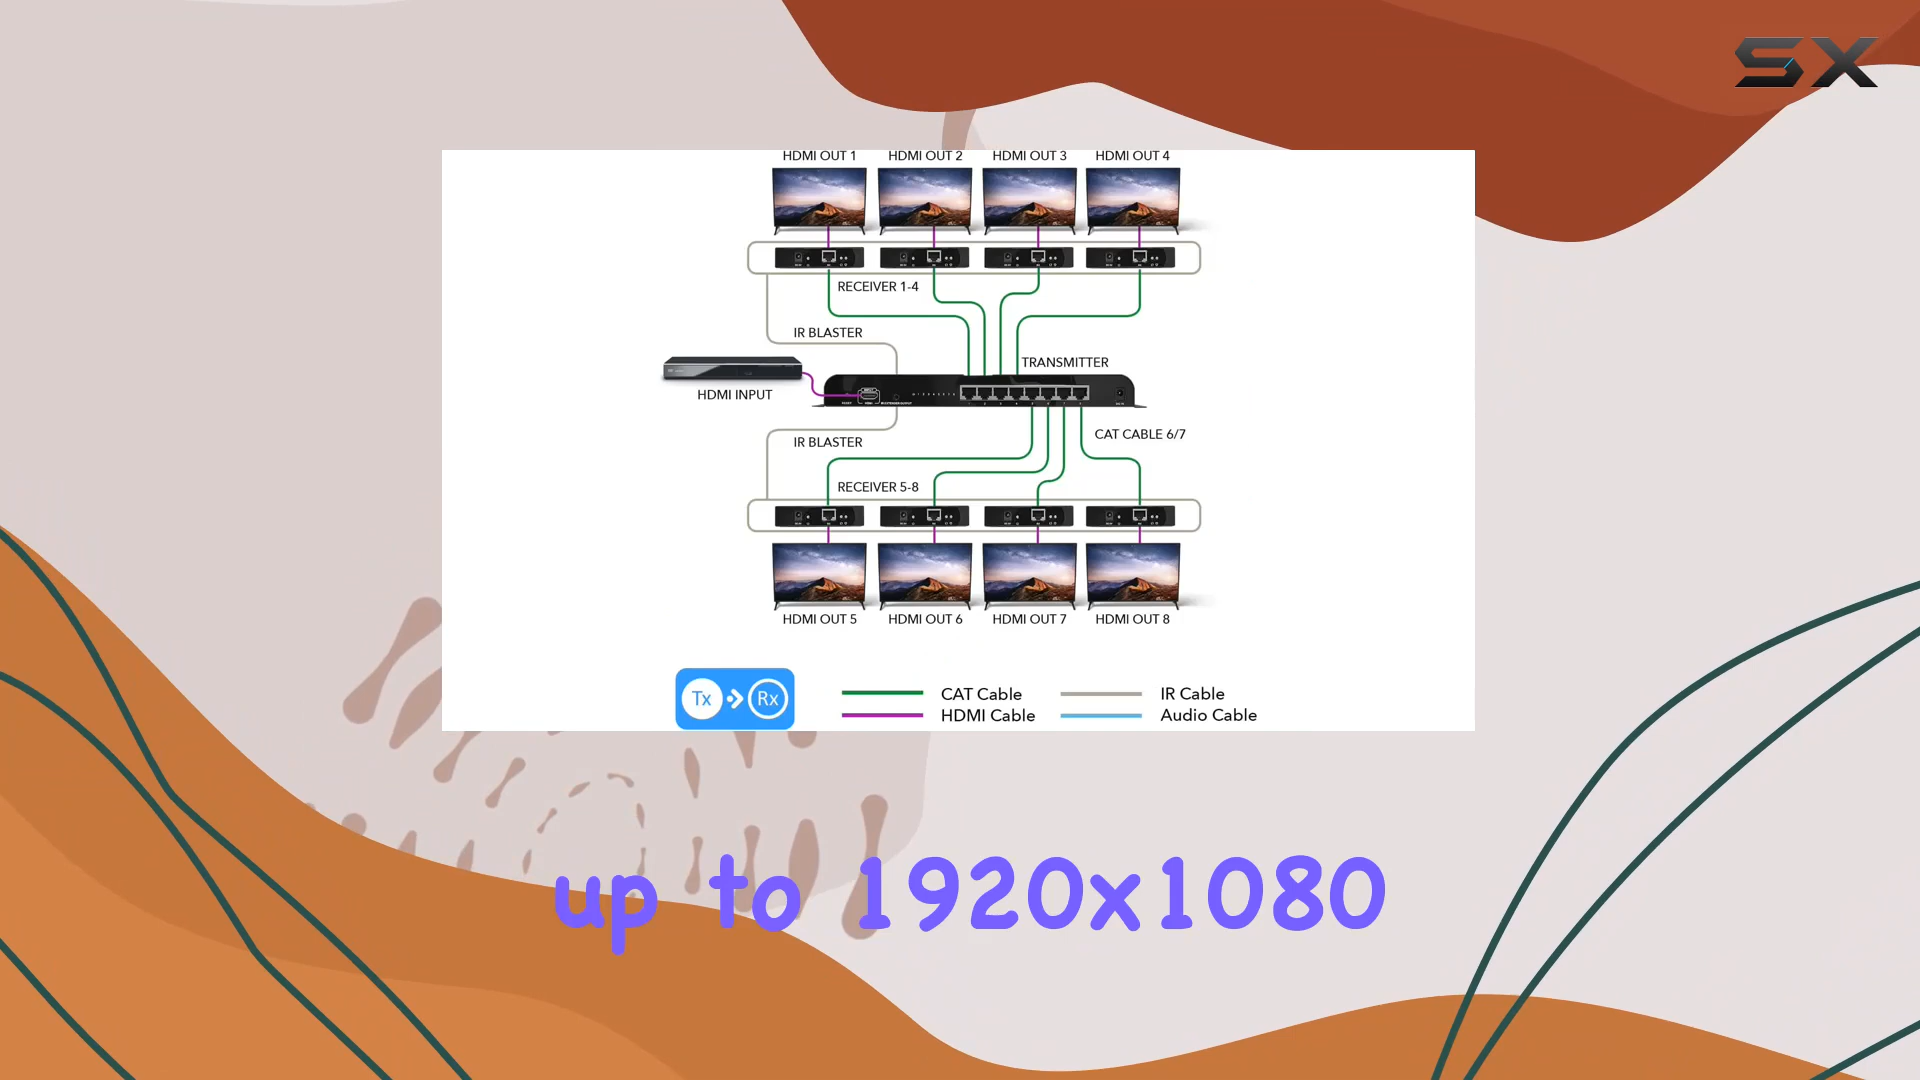 SX
HDMI OUT 1 HDMI OUT 2 HDMI OUT 3 HDMI OUT 4
RECEIVER 1-4
IR BLASTER
TRANSMITTER
HDMI INPUT
CAT CABLE 6/7
IR BLASTER
RECEIVER 5-8
HDMI OUT 5 HDMI OUT 6 HDMI OUT 7 HDMI OUT 8
Tx Rx
CAT Cable IR Cable
HDMI Cable Audio Cable
up to 1920x1080